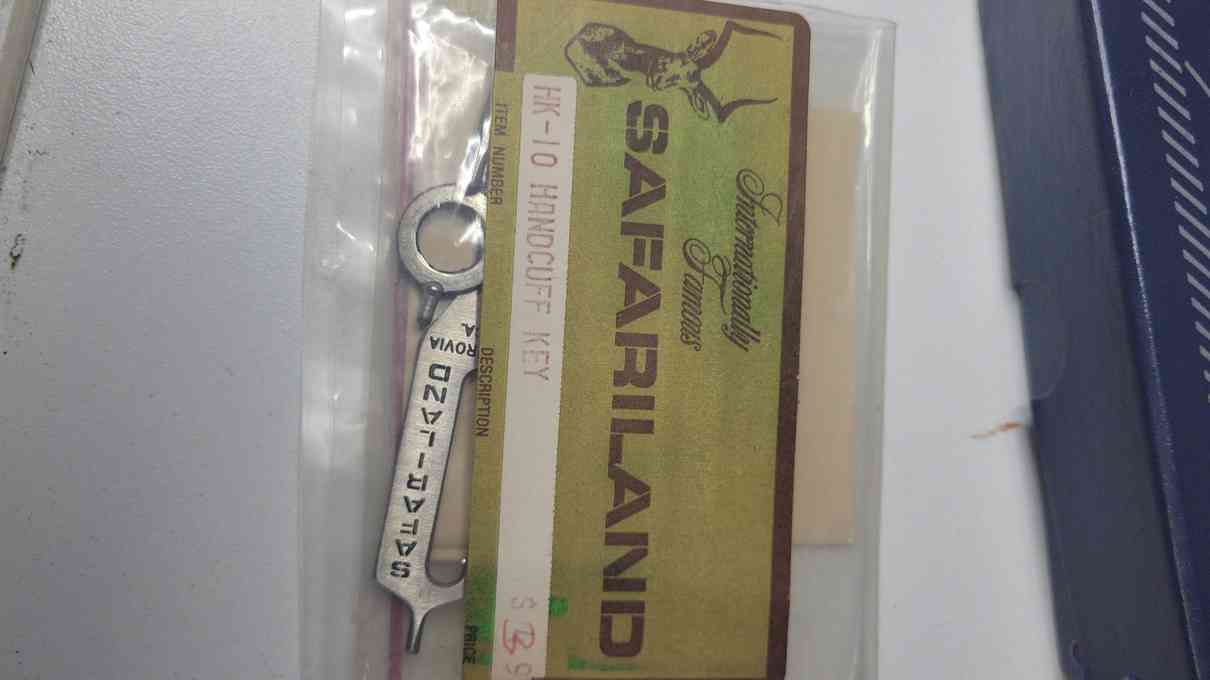 Internationally
Famous
SAFARILAND
HK-10 HANDCUFF KEY
$
ITEM NUMBER
DESCRIPTION
PRICE
SAFARILAND
ROVIA